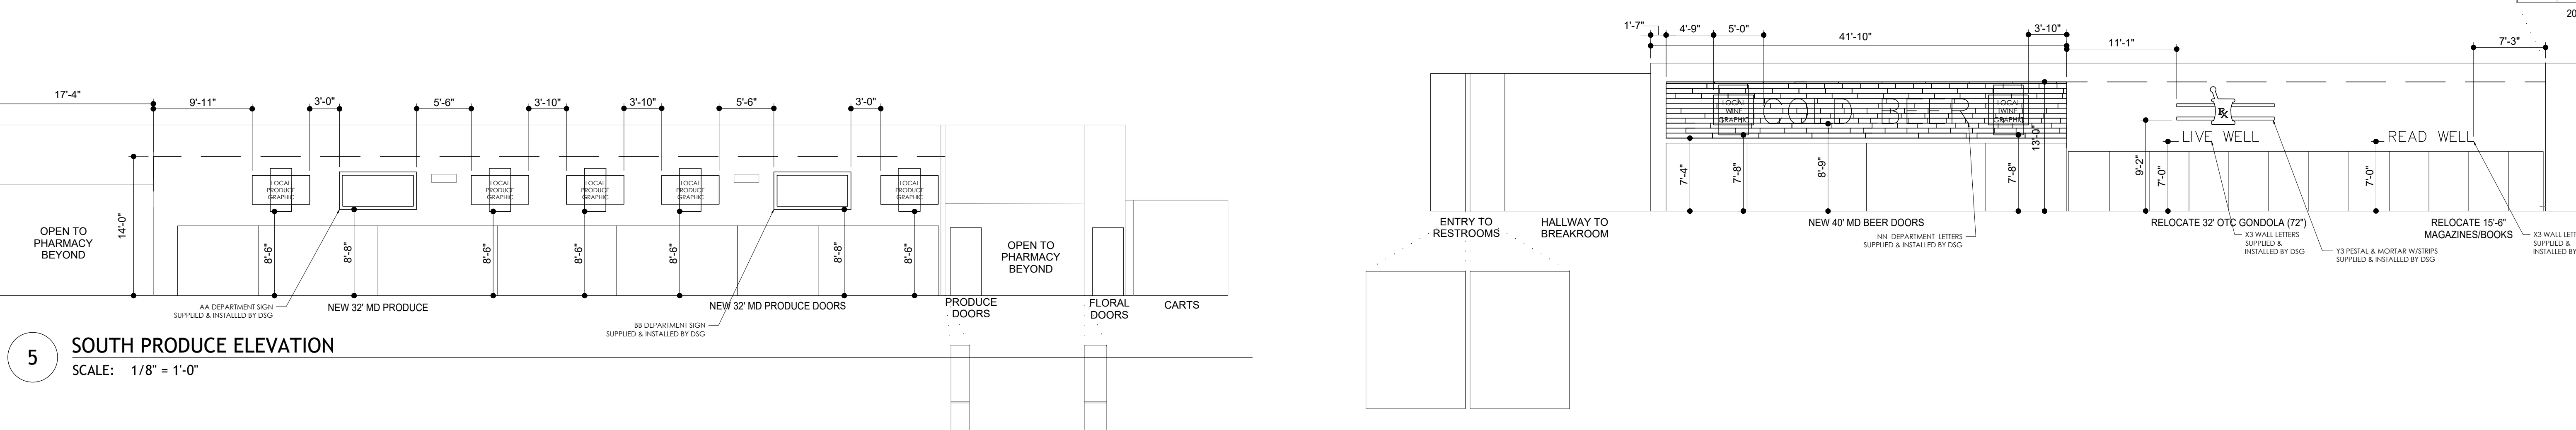 17'-4"
9'-11"
3'-0"
5'-6"
3'-10"
3'-10"
5'-6"
3'-0"
14'-0"
OPEN TO
PHARMACY
BEYOND
LOCAL
PRODUCE
GRAPHIC
LOCAL
PRODUCE
GRAPHIC
LOCAL
PRODUCE
GRAPHIC
LOCAL
PRODUCE
GRAPHIC
LOCAL
PRODUCE
GRAPHIC
8'-6"
8'-8"
8'-6"
8'-6"
8'-6"
8'-8"
8'-6"
OPEN TO
PHARMACY
BEYOND
AA DEPARTMENT SIGN
SUPPLIED & INSTALLED BY DSG
NEW 32' MD PRODUCE
BB DEPARTMENT SIGN
SUPPLIED & INSTALLED BY DSG
NEW 32' MD PRODUCE DOORS
PRODUCE
DOORS
FLORAL
DOORS
CARTS
5
SOUTH PRODUCE ELEVATION
SCALE: 1/8" = 1'-0"
1'-7"
4'-9"
5'-0"
41'-10"
3'-10"
11'-1"
7'-3"
20
LOCAL
WINE
GRAPHIC
COLD BEER
LOCAL
WINE
GRAPHIC
13'-0"
Rx
LIVE WELL
READ WELL
7'-4"
7'-8"
8'-9"
7'-8"
9'-2"
7'-0"
7'-0"
ENTRY TO
RESTROOMS
HALLWAY TO
BREAKROOM
NEW 40' MD BEER DOORS
NN DEPARTMENT LETTERS
SUPPLIED & INSTALLED BY DSG
RELOCATE 32' OTC GONDOLA (72")
X3 WALL LETTERS
SUPPLIED &
INSTALLED BY DSG
Y3 PESTAL & MORTAR W/STRIPS
SUPPLIED & INSTALLED BY DSG
RELOCATE 15'-6"
MAGAZINES/BOOKS
X3 WALL LETT
SUPPLIED &
INSTALLED BY